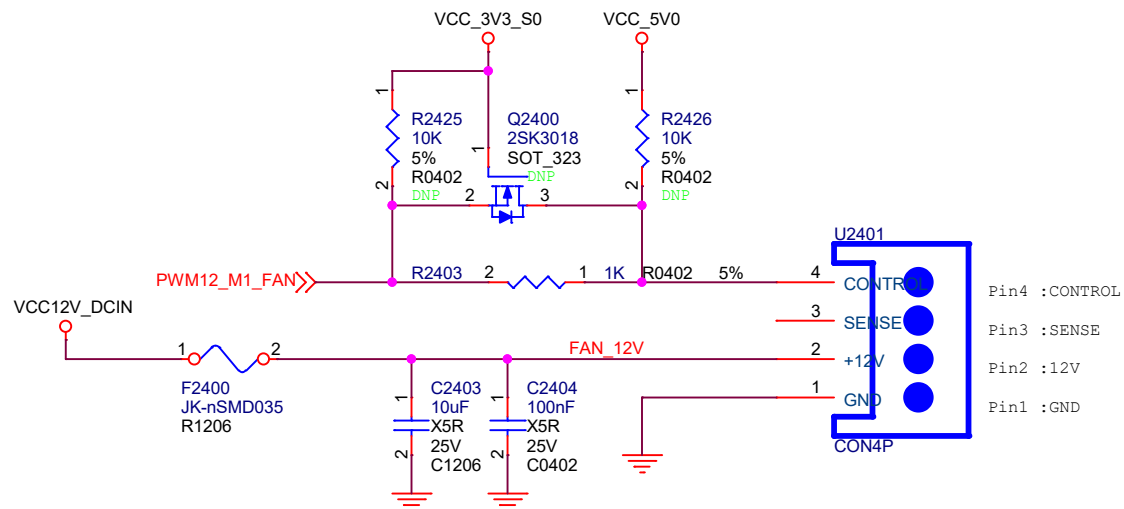 VCC_3V3_S0
VCC_5V0
1
R2425
10K
5%
R0402
DNP
2
1
Q2400
2SK3018
SOT_323
DNP
2
3
1
R2426
10K
5%
R0402
DNP
2
PWM12_M1_FAN
R2403
2
1
1K
R0402
5%
VCC12V_DCIN
1
2
F2400
JK-nSMD035
R1206
FAN_12V
1
C2403
10uF
X5R
25V
C1206
2
1
C2404
100nF
X5R
25V
C0402
2
U2401
4
CONTROL
Pin4 :CONTROL
3
SENSE
Pin3 :SENSE
2
+12V
Pin2 :12V
1
GND
Pin1 :GND
CON4P